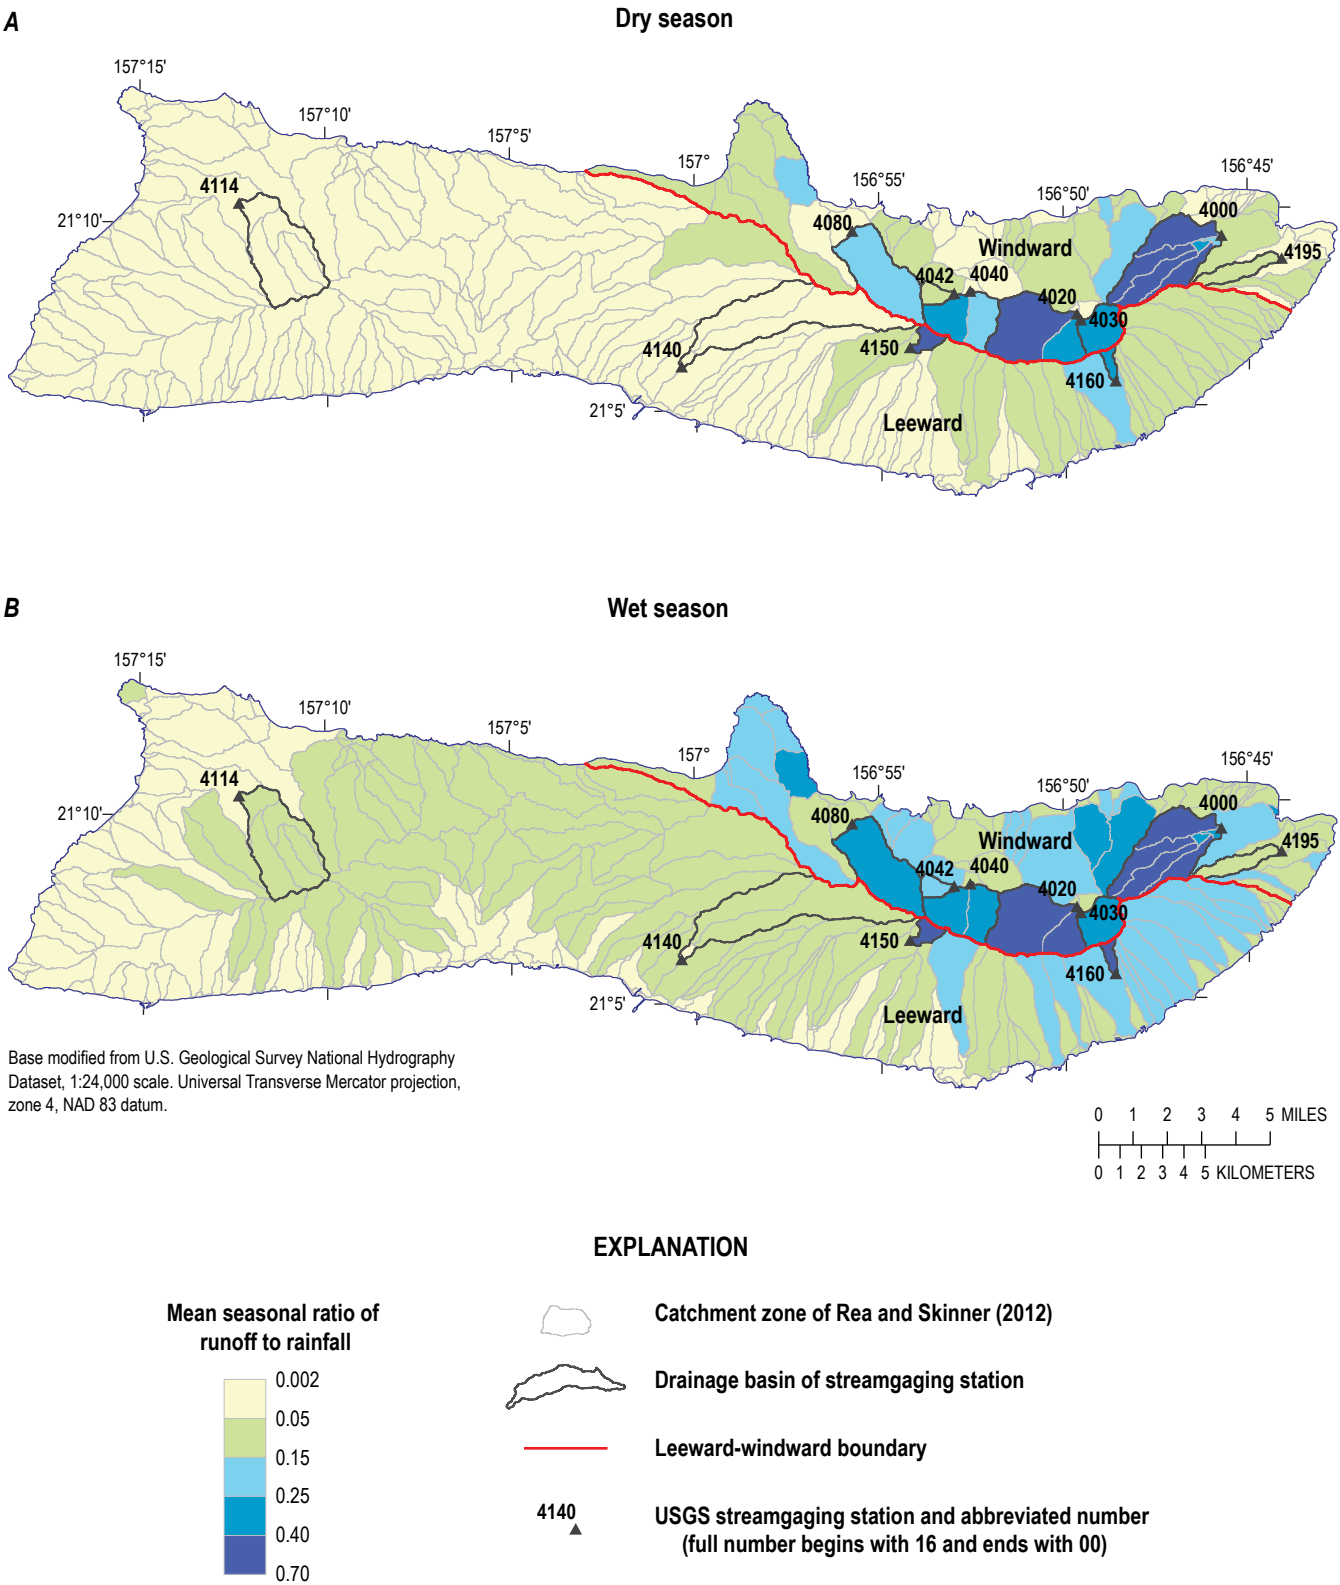 A
Dry season
157°15'
157°10'
157°5'
157°
156°55'
156°50'
156°45'
21°10'
21°5'
4114
4080
4042
4040
Windward
4020
4030
4000
4195
4140
4150
4160
Leeward
B
Wet season
157°15'
157°10'
157°5'
157°
156°55'
156°50'
156°45'
21°10'
21°5'
4114
4080
4042
4040
Windward
4020
4030
4000
4195
4140
4150
4160
Leeward
Base modified from U.S. Geological Survey National Hydrography
Dataset, 1:24,000 scale. Universal Transverse Mercator projection,
zone 4, NAD 83 datum.
0 1 2 3 4 5 MILES
0 1 2 3 4 5 KILOMETERS
EXPLANATION
Mean seasonal ratio of
runoff to rainfall
0.002
0.05
0.15
0.25
0.40
0.70
Catchment zone of Rea and Skinner (2012)
Drainage basin of streamgaging station
Leeward-windward boundary
4140
USGS streamgaging station and abbreviated number
(full number begins with 16 and ends with 00)